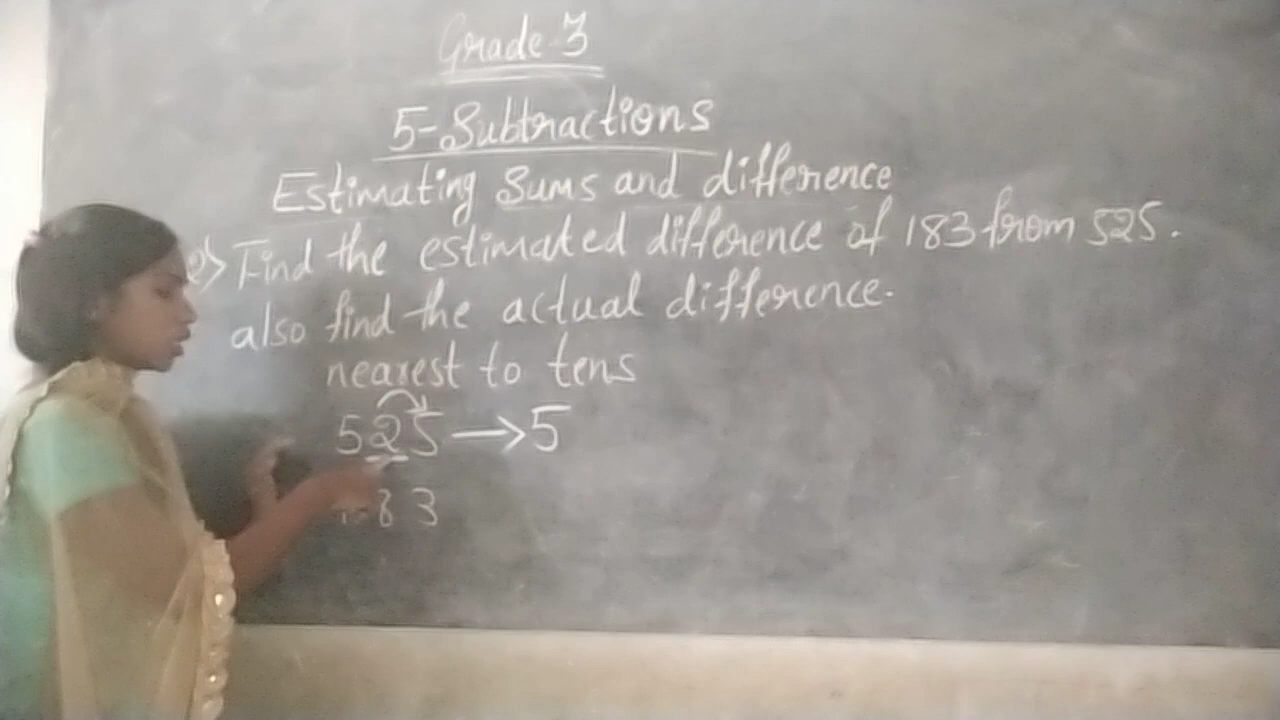 Grade-3
5-Subtractions
Estimating Sums and difference
e> Find the estimated difference of 183 from 525.
also find the actual difference.
nearest to tens
525 → 5
183